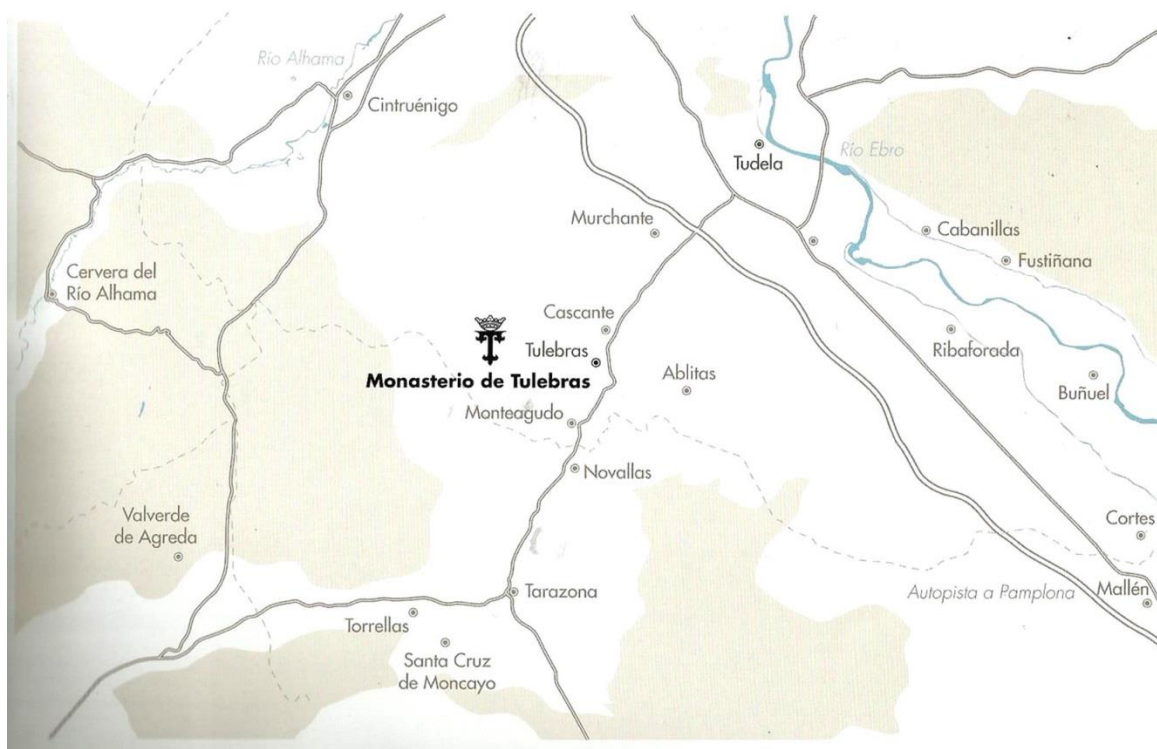 Río Alhama
Cintruénigo
Tudela
Río Ebro
Murchante
Cabanillas
Fustiñana
Cervera del
Río Alhama
Cascante
Tulebras
Monasterio de Tulebras
Ribaforada
Ablitas
Buñuel
Monteagudo
Novallas
Valverde
de Agreda
Cortes
Tarazona
Autopista a Pamplona
Mallén
Torrellas
Santa Cruz
de Moncayo